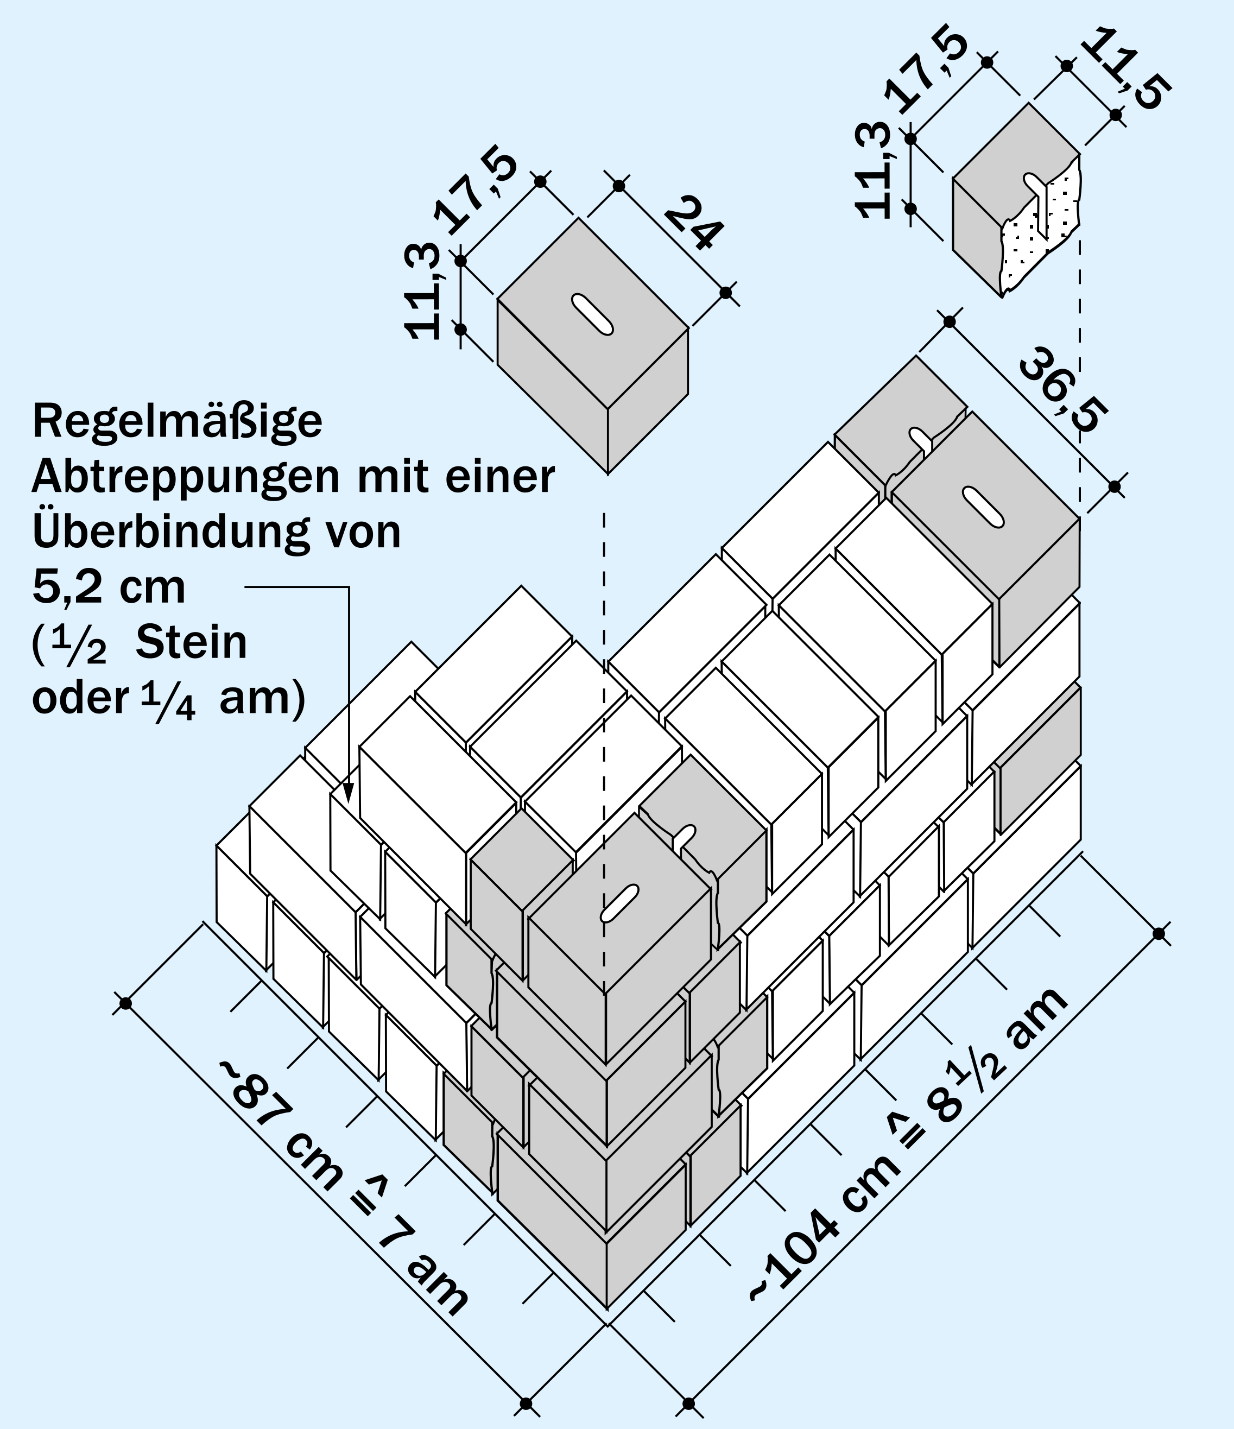 17,5
11,5
11,3
17,5
24
11,3
36,5
Regelmäßige
Abtreppungen mit einer
Überbindung von
5,2 cm
(1/2 Stein
oder 1/4 am)
~87 cm ≙ 7 am
~104 cm ≙ 8 1/2 am